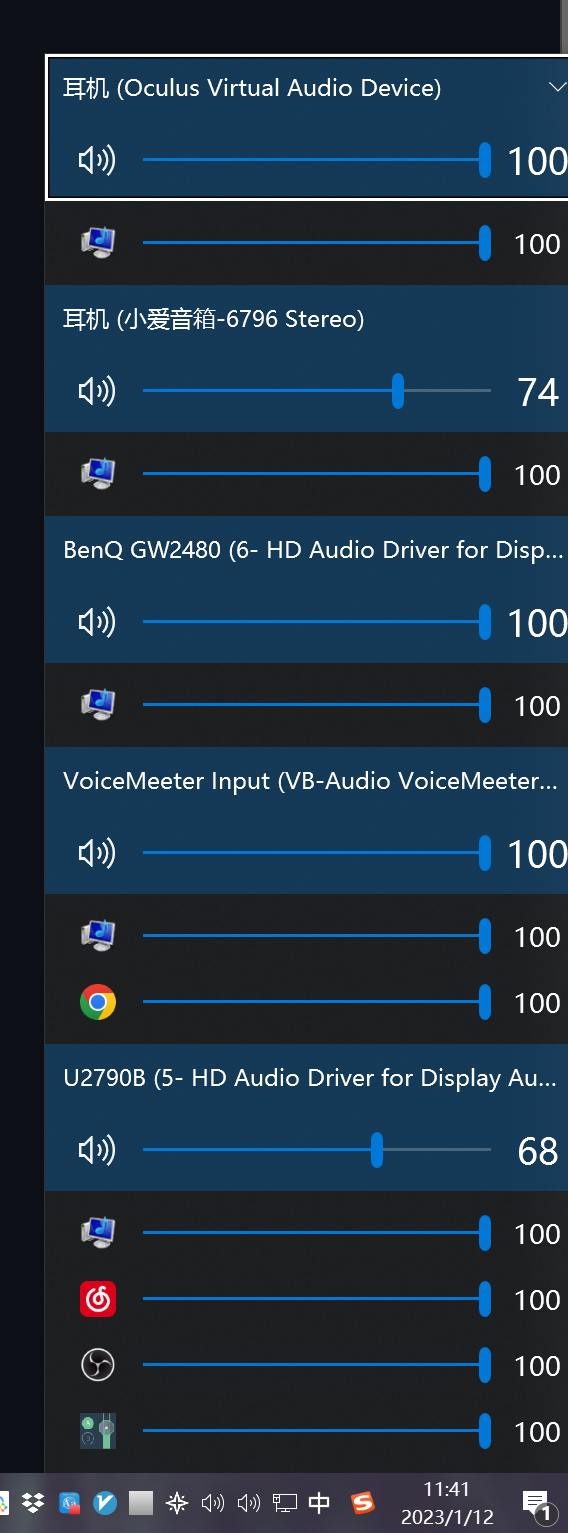 耳机 (Oculus Virtual Audio Device)
100
100
耳机 (小爱音箱-6796 Stereo)
74
100
BenQ GW2480 (6- HD Audio Driver for Disp...
100
100
VoiceMeeter Input (VB-Audio VoiceMeeter...
100
100
100
U2790B (5- HD Audio Driver for Display Au...
68
100
100
100
100
中
11:41
2023/1/12
1